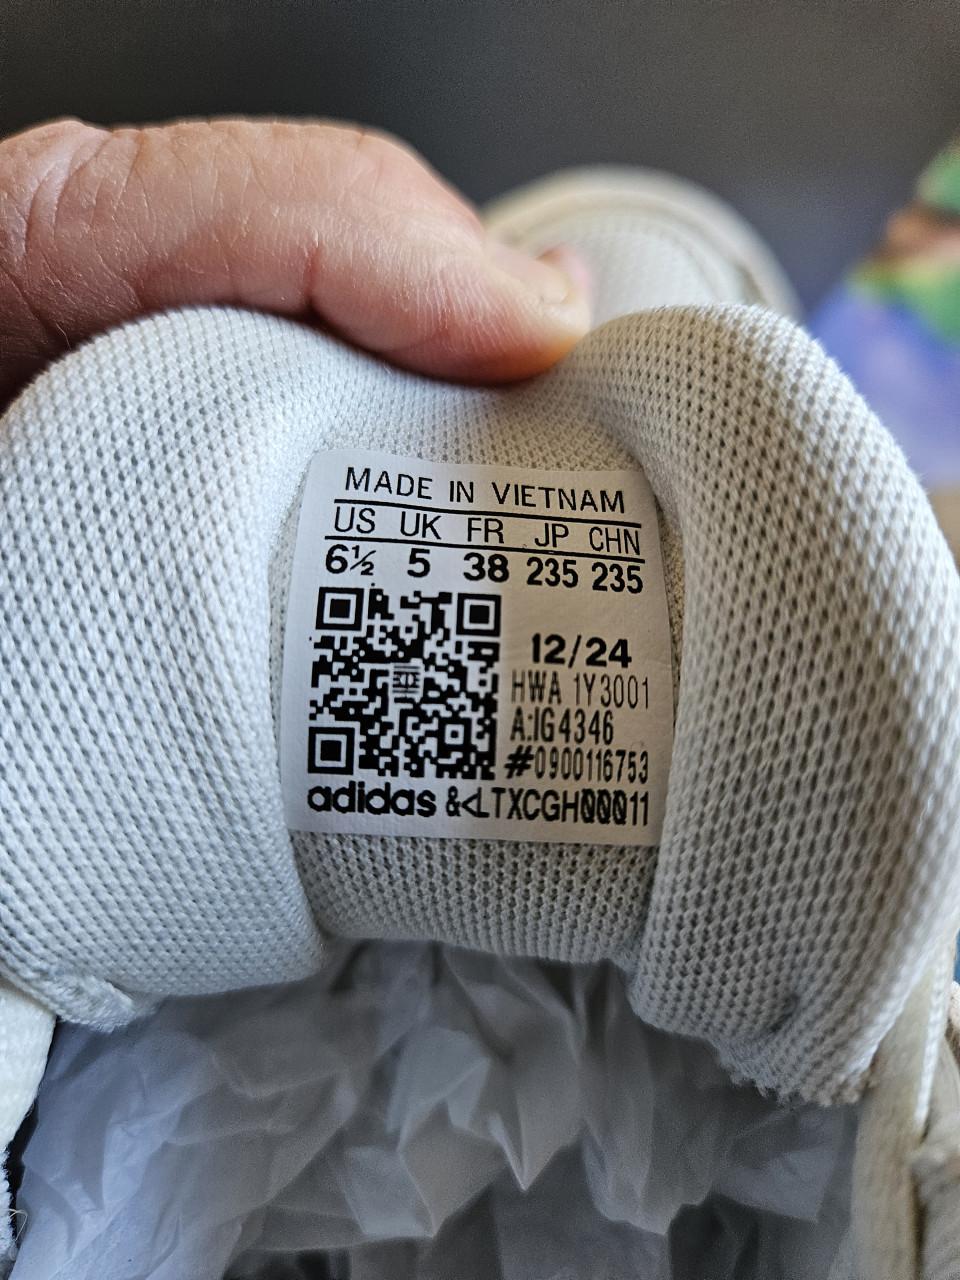 MADE IN VIETNAM
US UK FR JP CHN
6½ 5 38 235 235
12/24
HWA 1Y3001
A:IG4346
#0900116753
adidas &<LTXCGH00011